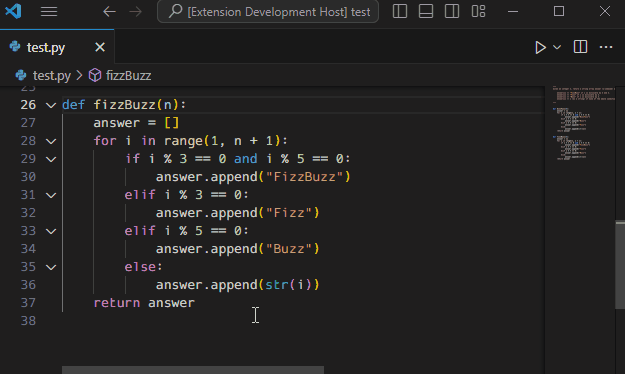 [Extension Development Host] test
test.py
test.py > fizzBuzz
25
26 def fizzBuzz(n):
27     answer = []
28     for i in range(1, n + 1):
29         if i % 3 == 0 and i % 5 == 0:
30             answer.append("FizzBuzz")
31         elif i % 3 == 0:
32             answer.append("Fizz")
33         elif i % 5 == 0:
34             answer.append("Buzz")
35         else:
36             answer.append(str(i))
37     return answer
38